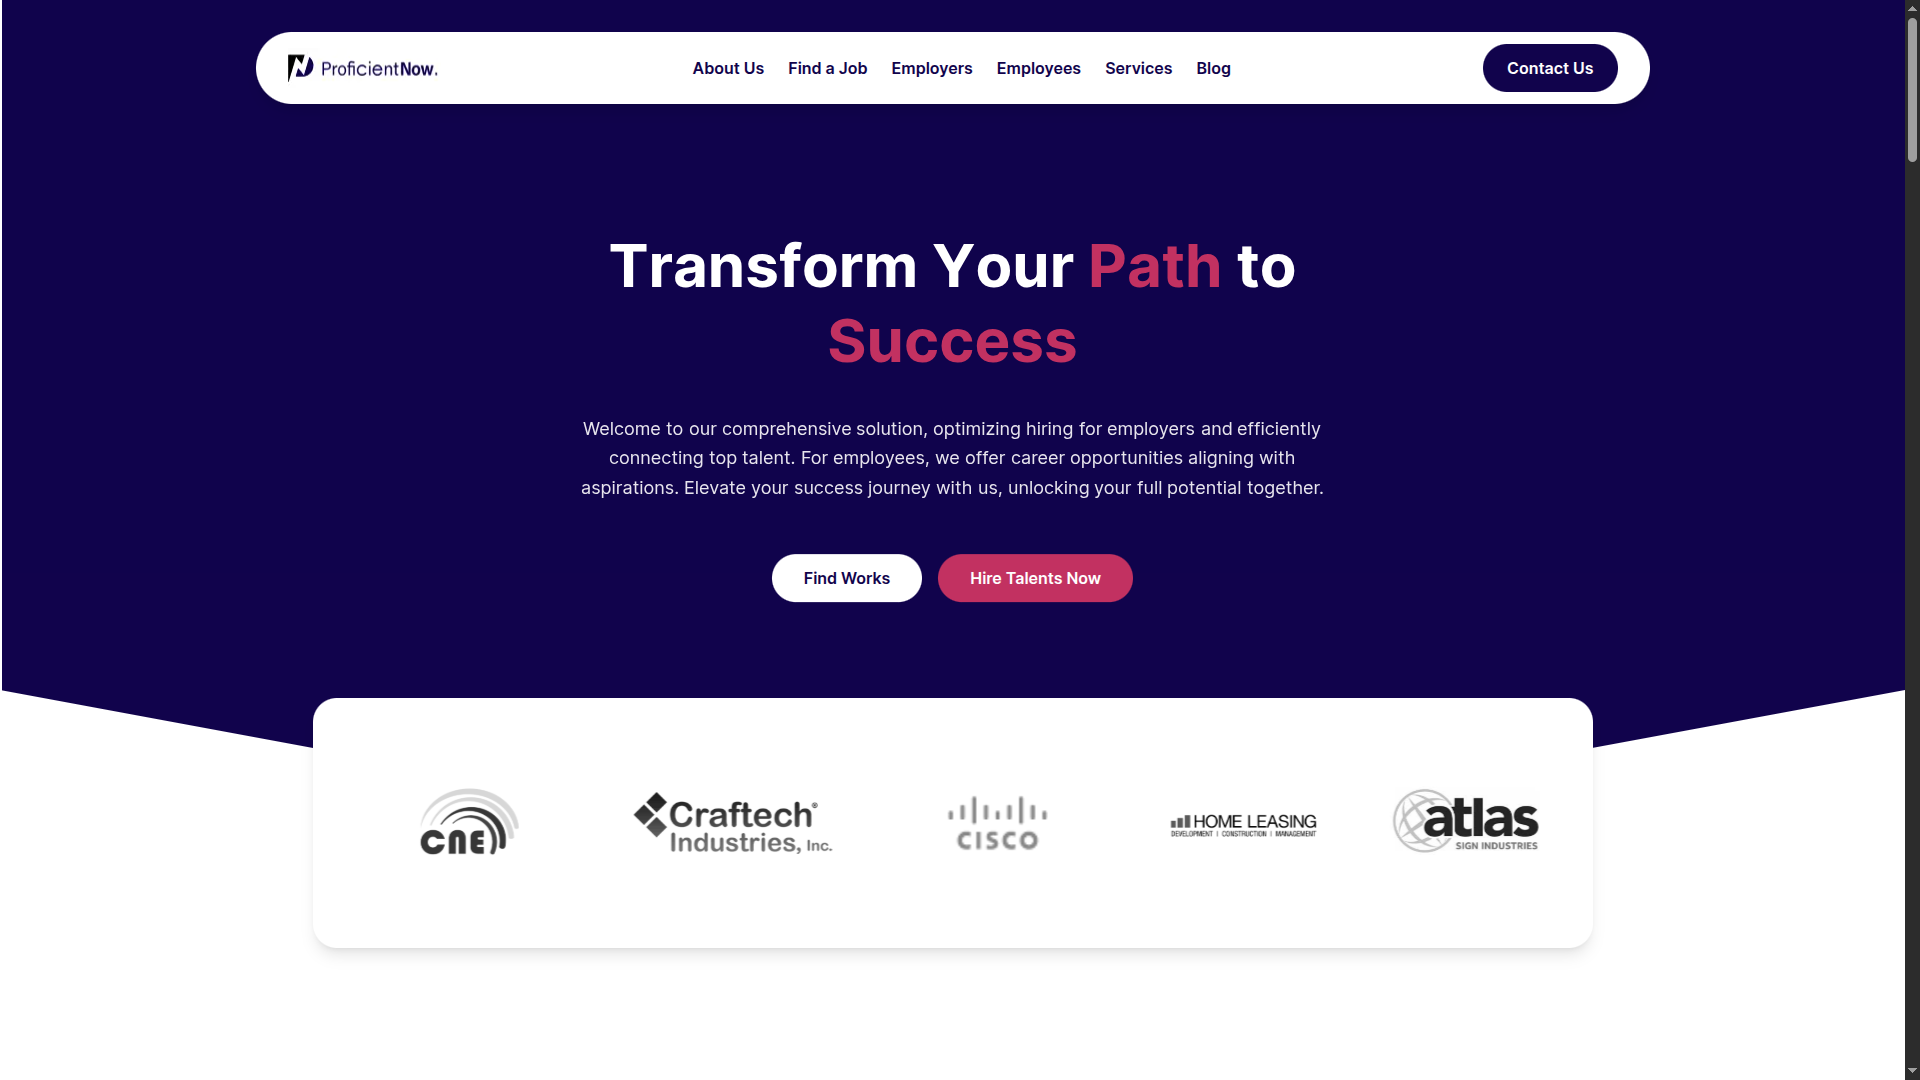 ProficientNow.
About Us
Find a Job
Employers
Employees
Services
Blog
Contact Us
Transform Your Path to
Success
Welcome to our comprehensive solution, optimizing hiring for employers and efficiently
connecting top talent. For employees, we offer career opportunities aligning with
aspirations. Elevate your success journey with us, unlocking your full potential together.
Find Works
Hire Talents Now
CNE
Craftech®
Industries, Inc.
CISCO
HOME LEASING
DEVELOPMENT | CONSTRUCTION | MANAGEMENT
atlas
SIGN INDUSTRIES